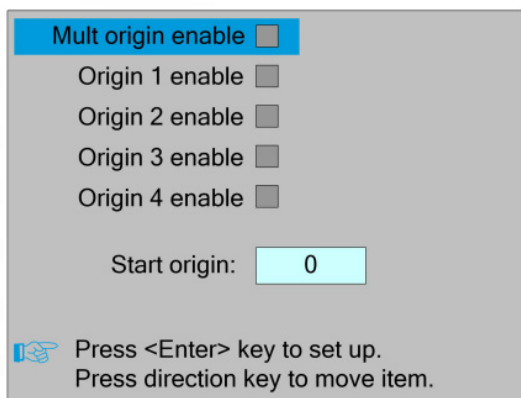 Mult origin enable
Origin 1 enable
Origin 2 enable
Origin 3 enable
Origin 4 enable
Start origin: 0
Press <Enter> key to set up.
Press direction key to move item.